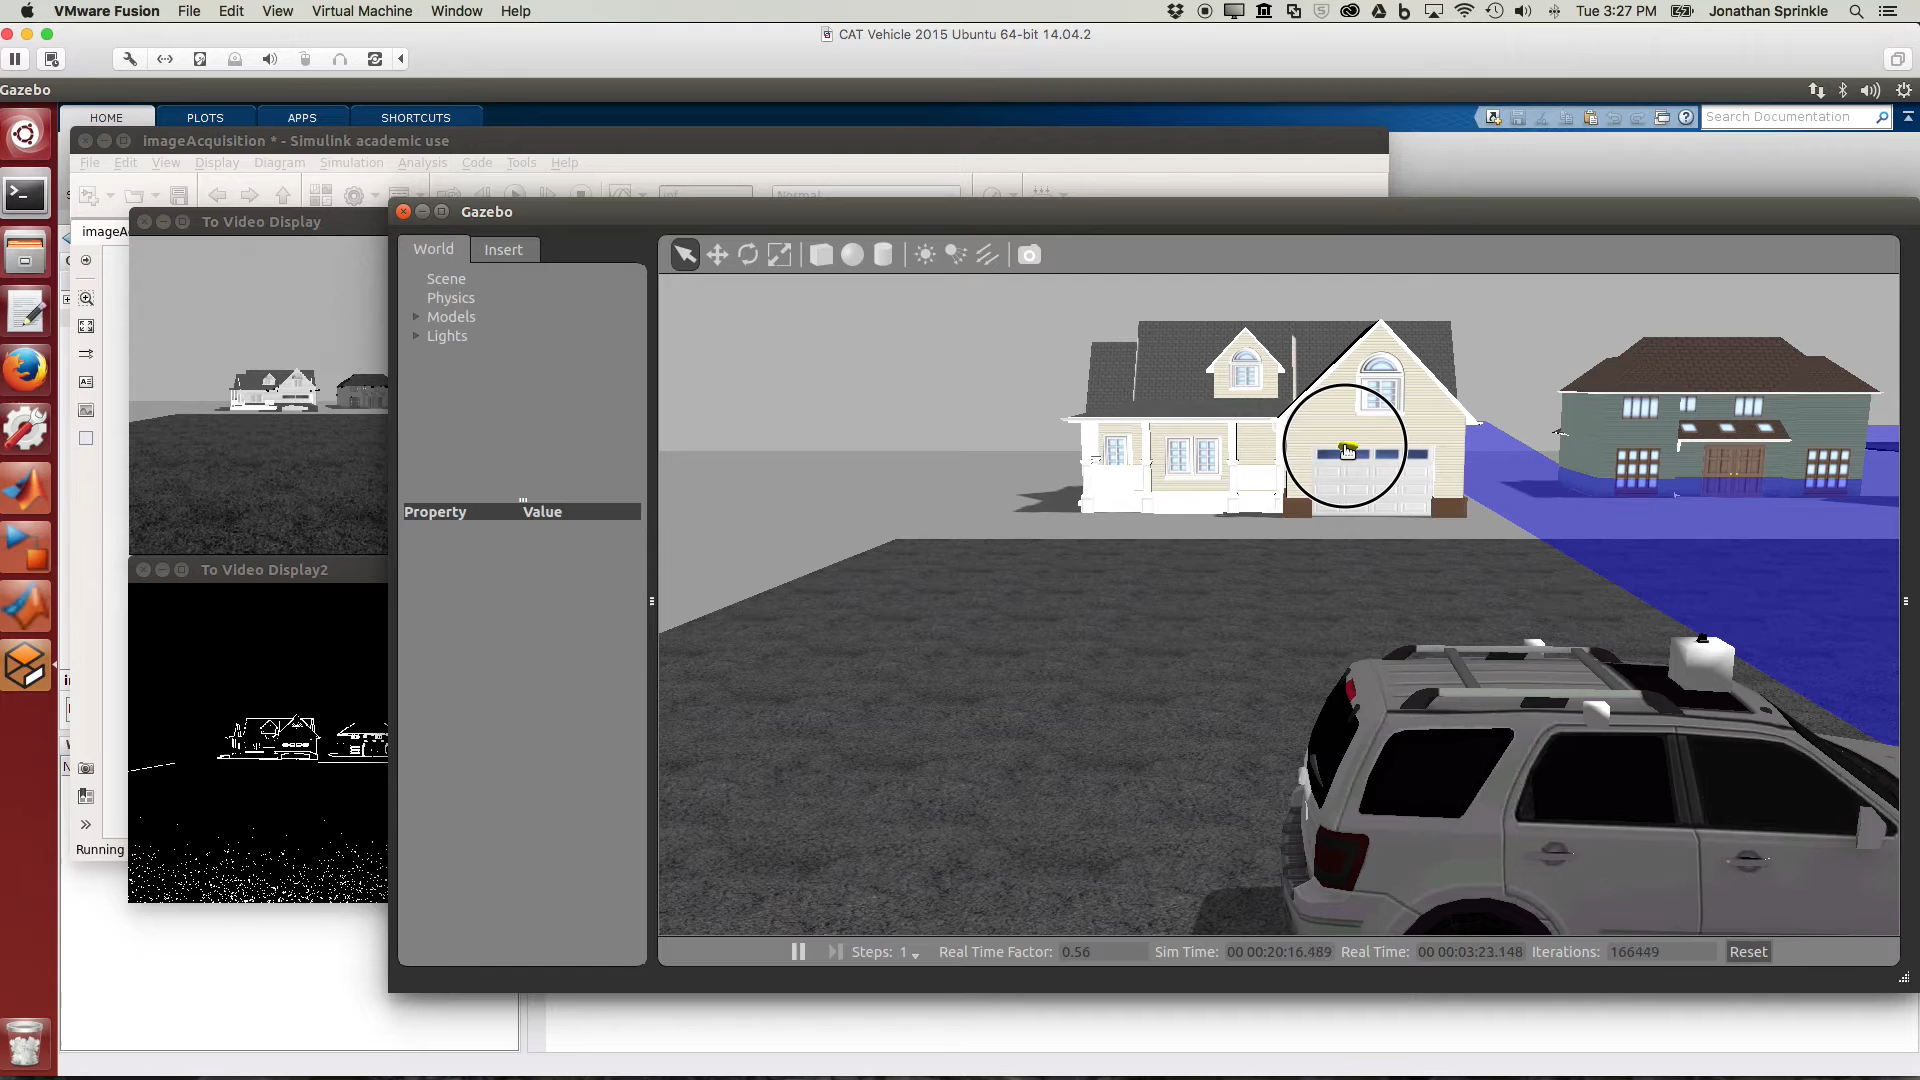 VMware Fusion File Edit View Virtual Machine Window Help Tue 3:27 PM Jonathan Sprinkle
CAT Vehicle 2015 Ubuntu 64-bit 14.04.2
Gazebo
HOME PLOTS APPS SHORTCUTS Search Documentation
imageAcquisition * - Simulink academic use
File Edit View Display Diagram Simulation Analysis Code Tools Help
Normal
Gazebo
To Video Display
imageAc
World Insert
Scene
Physics
Models
Lights
Property Value
To Video Display2
Running
Steps: 1 Real Time Factor: 0.56 Sim Time: 00 00:20:16.489 Real Time: 00 00:03:23.148 Iterations: 166449 Reset